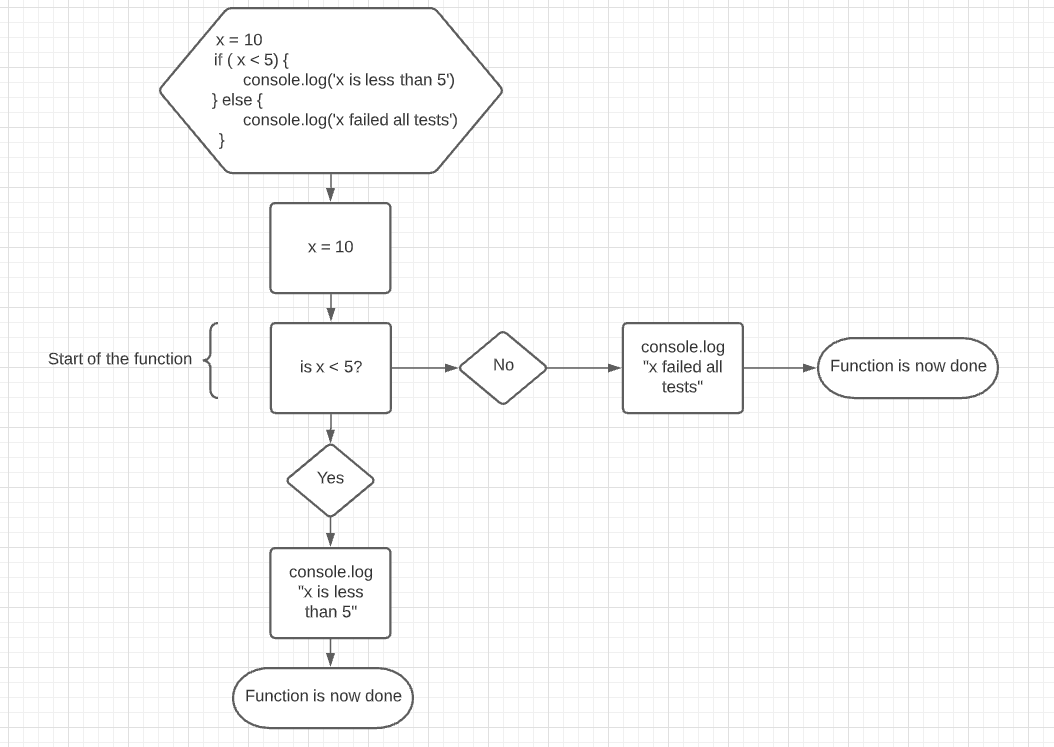 x = 10
if ( x < 5) {
console.log('x is less than 5')
} else {
console.log('x failed all tests')
}
x = 10
Start of the function
is x < 5?
No
console.log
"x failed all
tests"
Function is now done
Yes
console.log
"x is less
than 5"
Function is now done